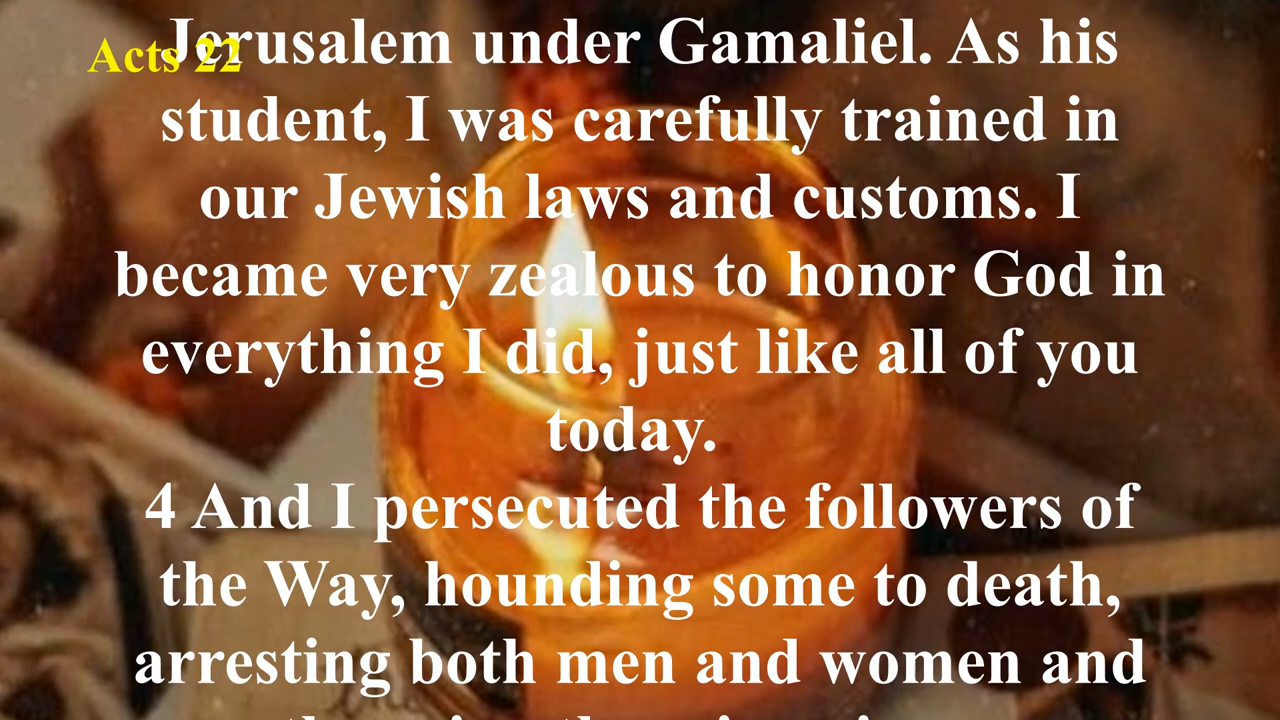 Acts 22
Jerusalem under Gamaliel. As his
student, I was carefully trained in
our Jewish laws and customs. I
became very zealous to honor God in
everything I did, just like all of you
today.
4 And I persecuted the followers of
the Way, hounding some to death,
arresting both men and women and